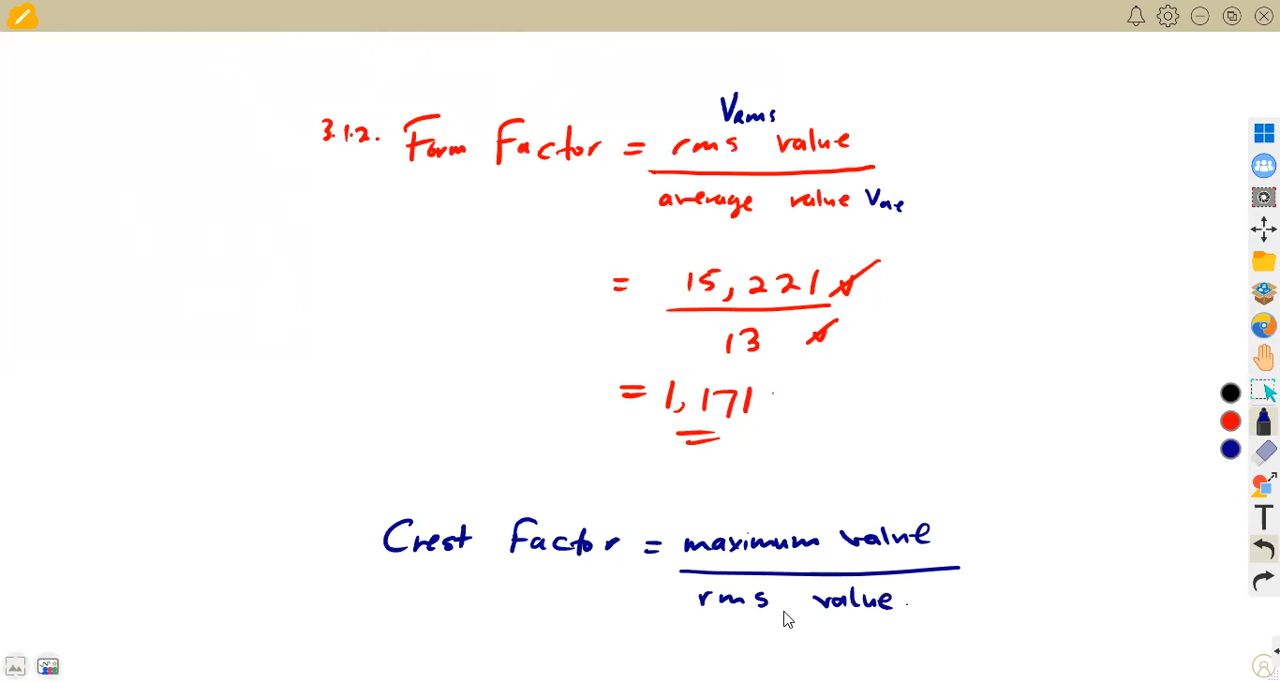 VRMS
3.1.2. Form Factor = rms value
average value Vave
= 15,221
13
= 1,171
Crest Factor = maximum value
rms value.
T